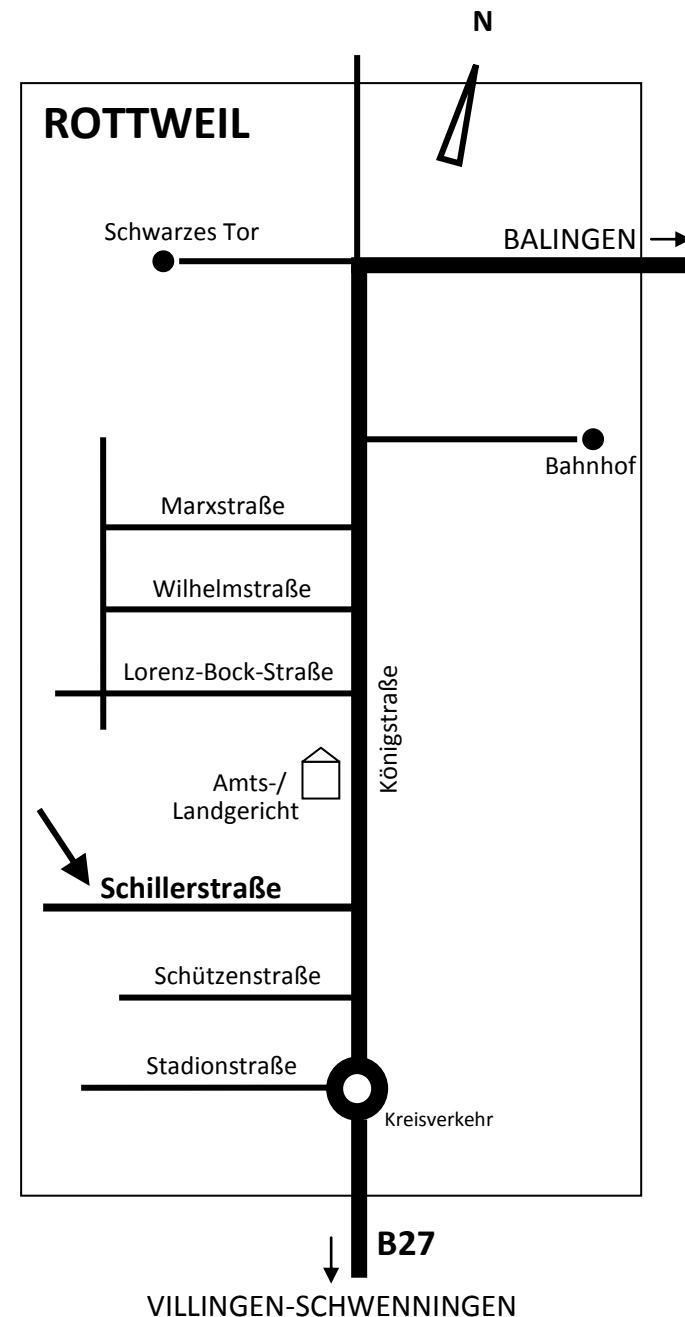 N
ROTTWEIL
Schwarzes Tor
BALINGEN
Bahnhof
Marxstraße
Wilhelmstraße
Lorenz-Bock-Straße
Königstraße
Amts-/
Landgericht
Schillerstraße
Schützenstraße
Stadionstraße
Kreisverkehr
B27
VILLINGEN-SCHWENNINGEN